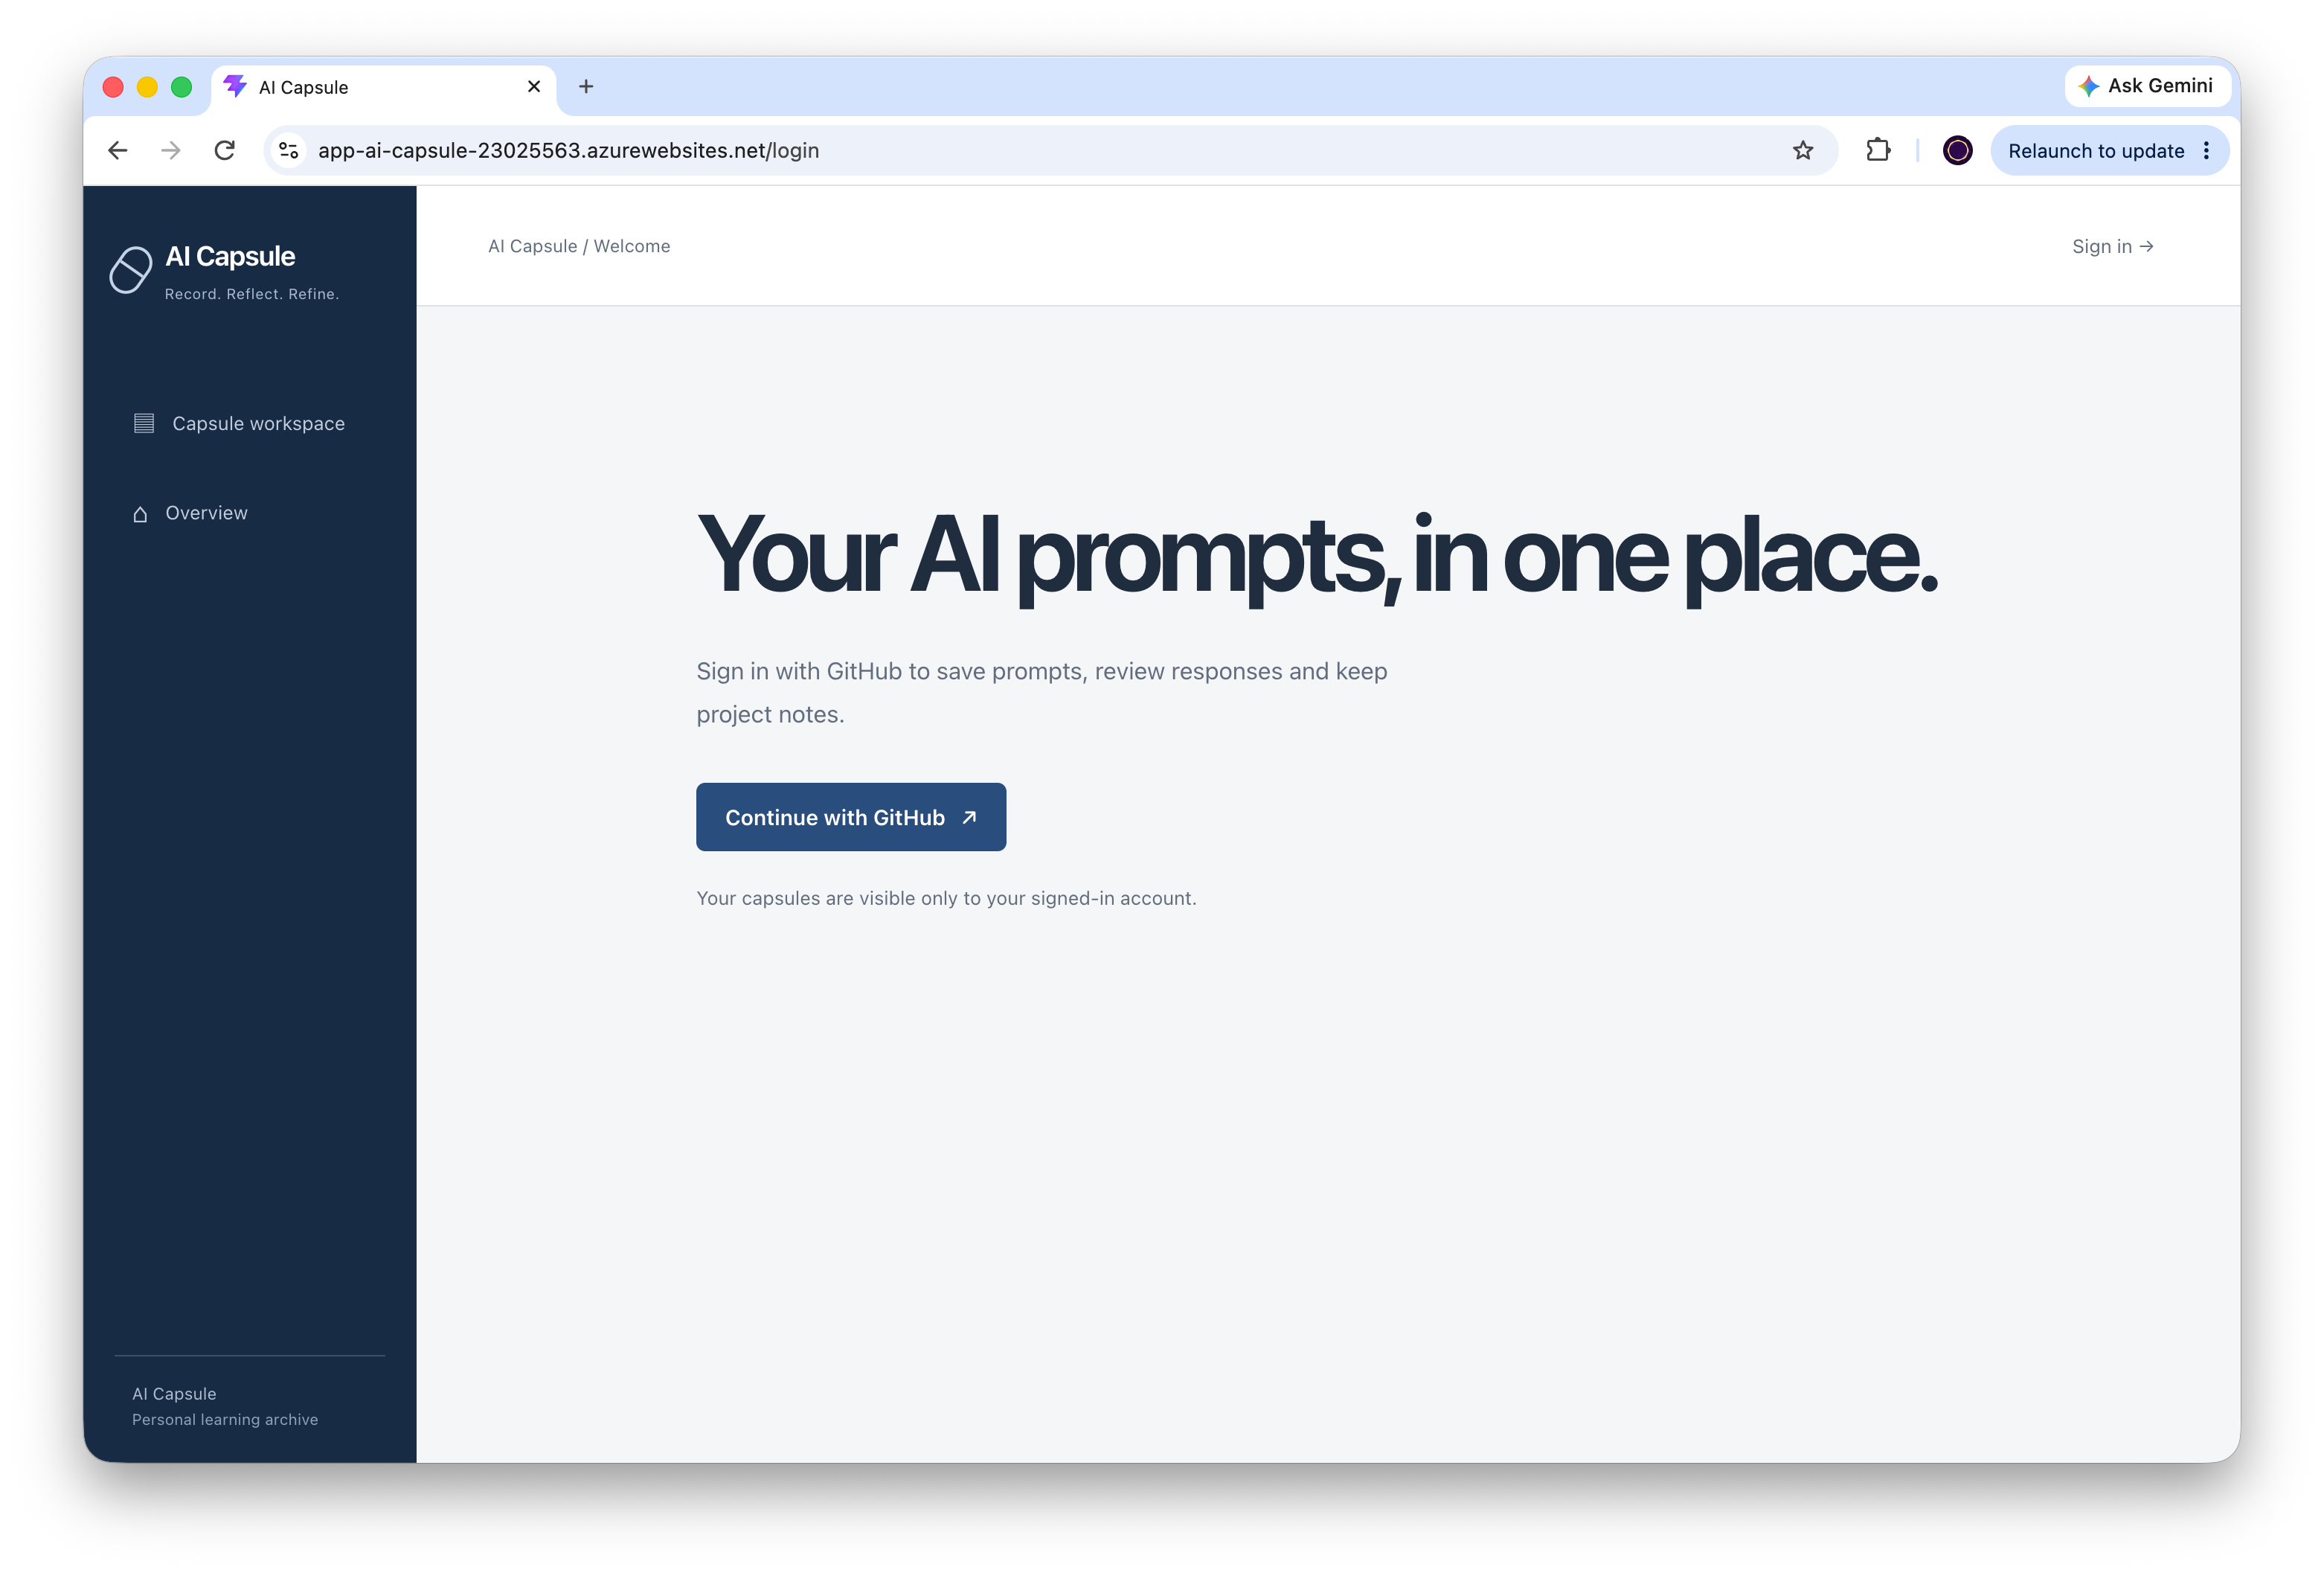 AI Capsule
Ask Gemini
app-ai-capsule-23025563.azurewebsites.net/login
Relaunch to update
AI Capsule
Record. Reflect. Refine.
Capsule workspace
Overview
AI Capsule
Personal learning archive
AI Capsule / Welcome
Sign in →
Your AI prompts, in one place.
Sign in with GitHub to save prompts, review responses and keep
project notes.
Continue with GitHub ↗
Your capsules are visible only to your signed-in account.